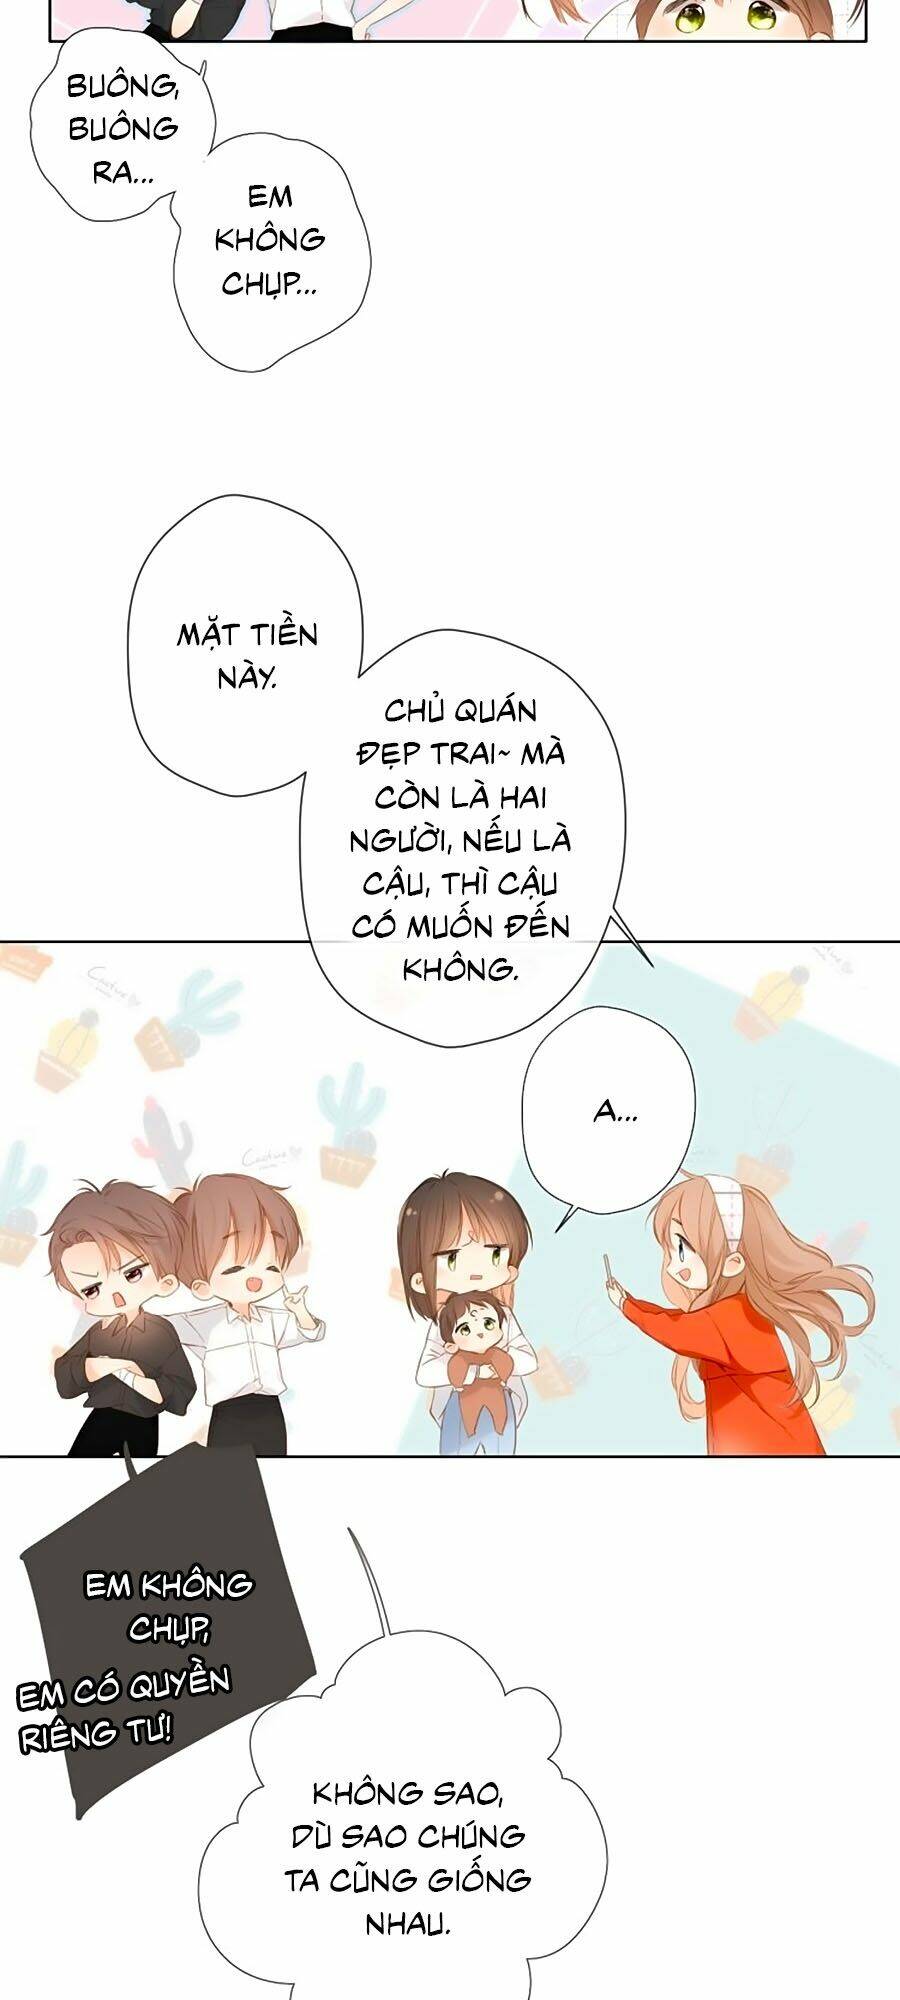 BUÔNG,
BUÔNG
RA...
EM
KHÔNG
CHỤP...
MẶT TIỀN
NÀY.
CHỦ QUÁN
ĐẸP TRAI~ MÀ
CÒN LÀ HAI
NGƯỜI, NẾU LÀ
CẬU, THÌ CẬU
CÓ MUỐN ĐẾN
KHÔNG.
Cactus
A...
Cactus
EM KHÔNG
CHỤP,
EM CÓ QUYỀN
RIÊNG TƯ!
KHÔNG SAO,
DÙ SAO CHÚNG
TA CŨNG GIỐNG
NHAU.